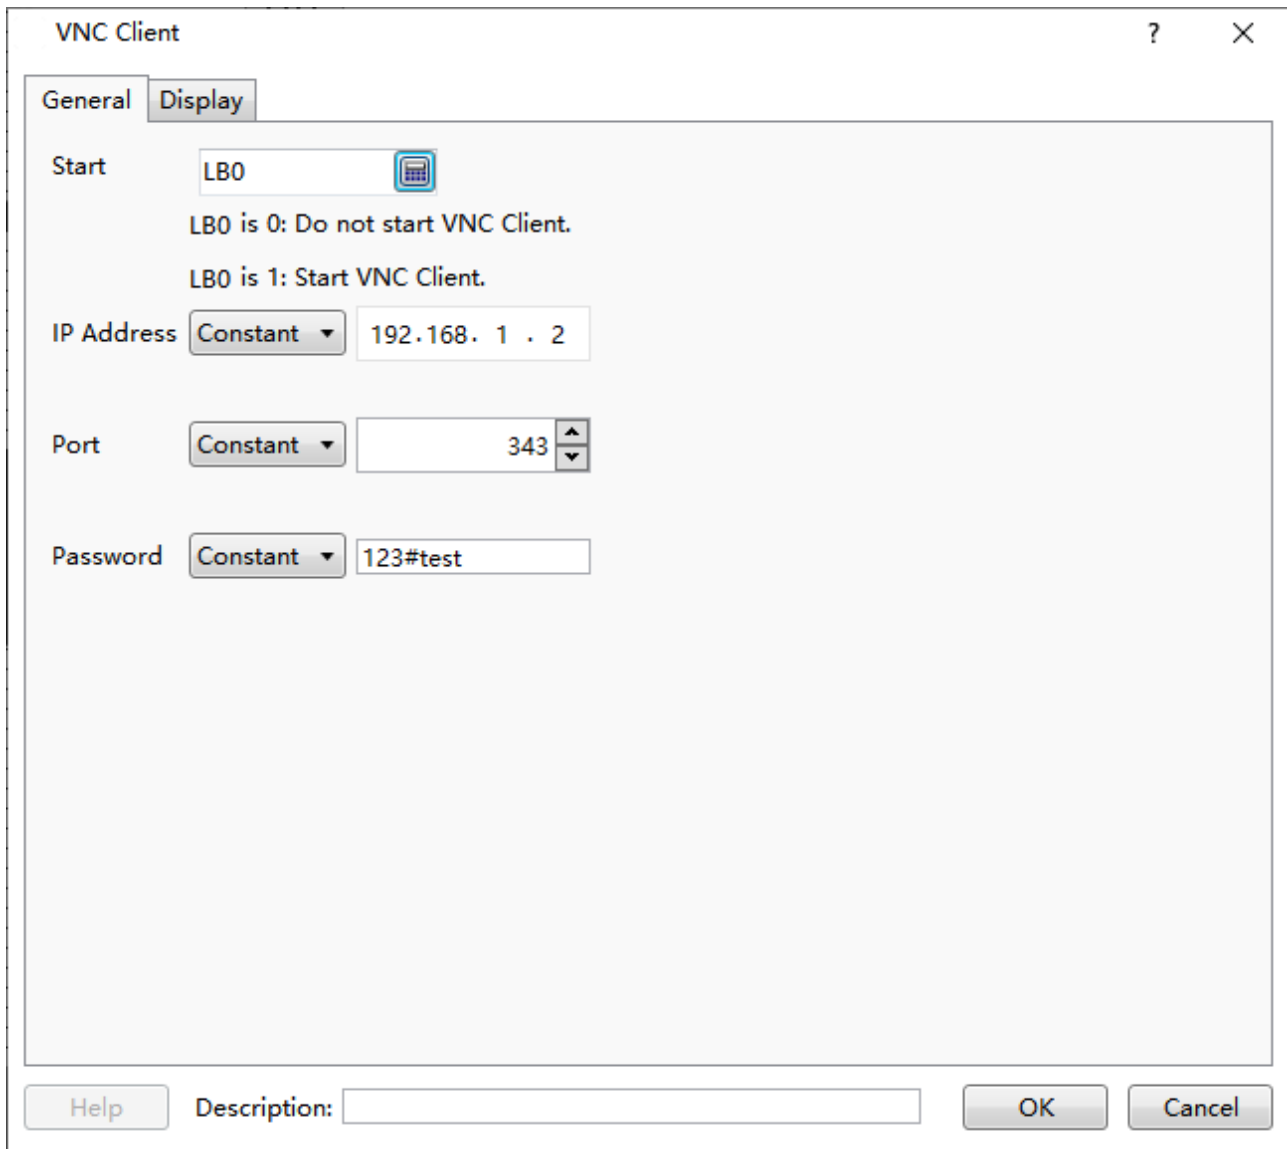 VNC Client ?
General Display
Start LB0
LB0 is 0: Do not start VNC Client.
LB0 is 1: Start VNC Client.
IP Address Constant 192.168. 1 . 2
Port Constant 343
Password Constant 123#test
Help Description: OK Cancel